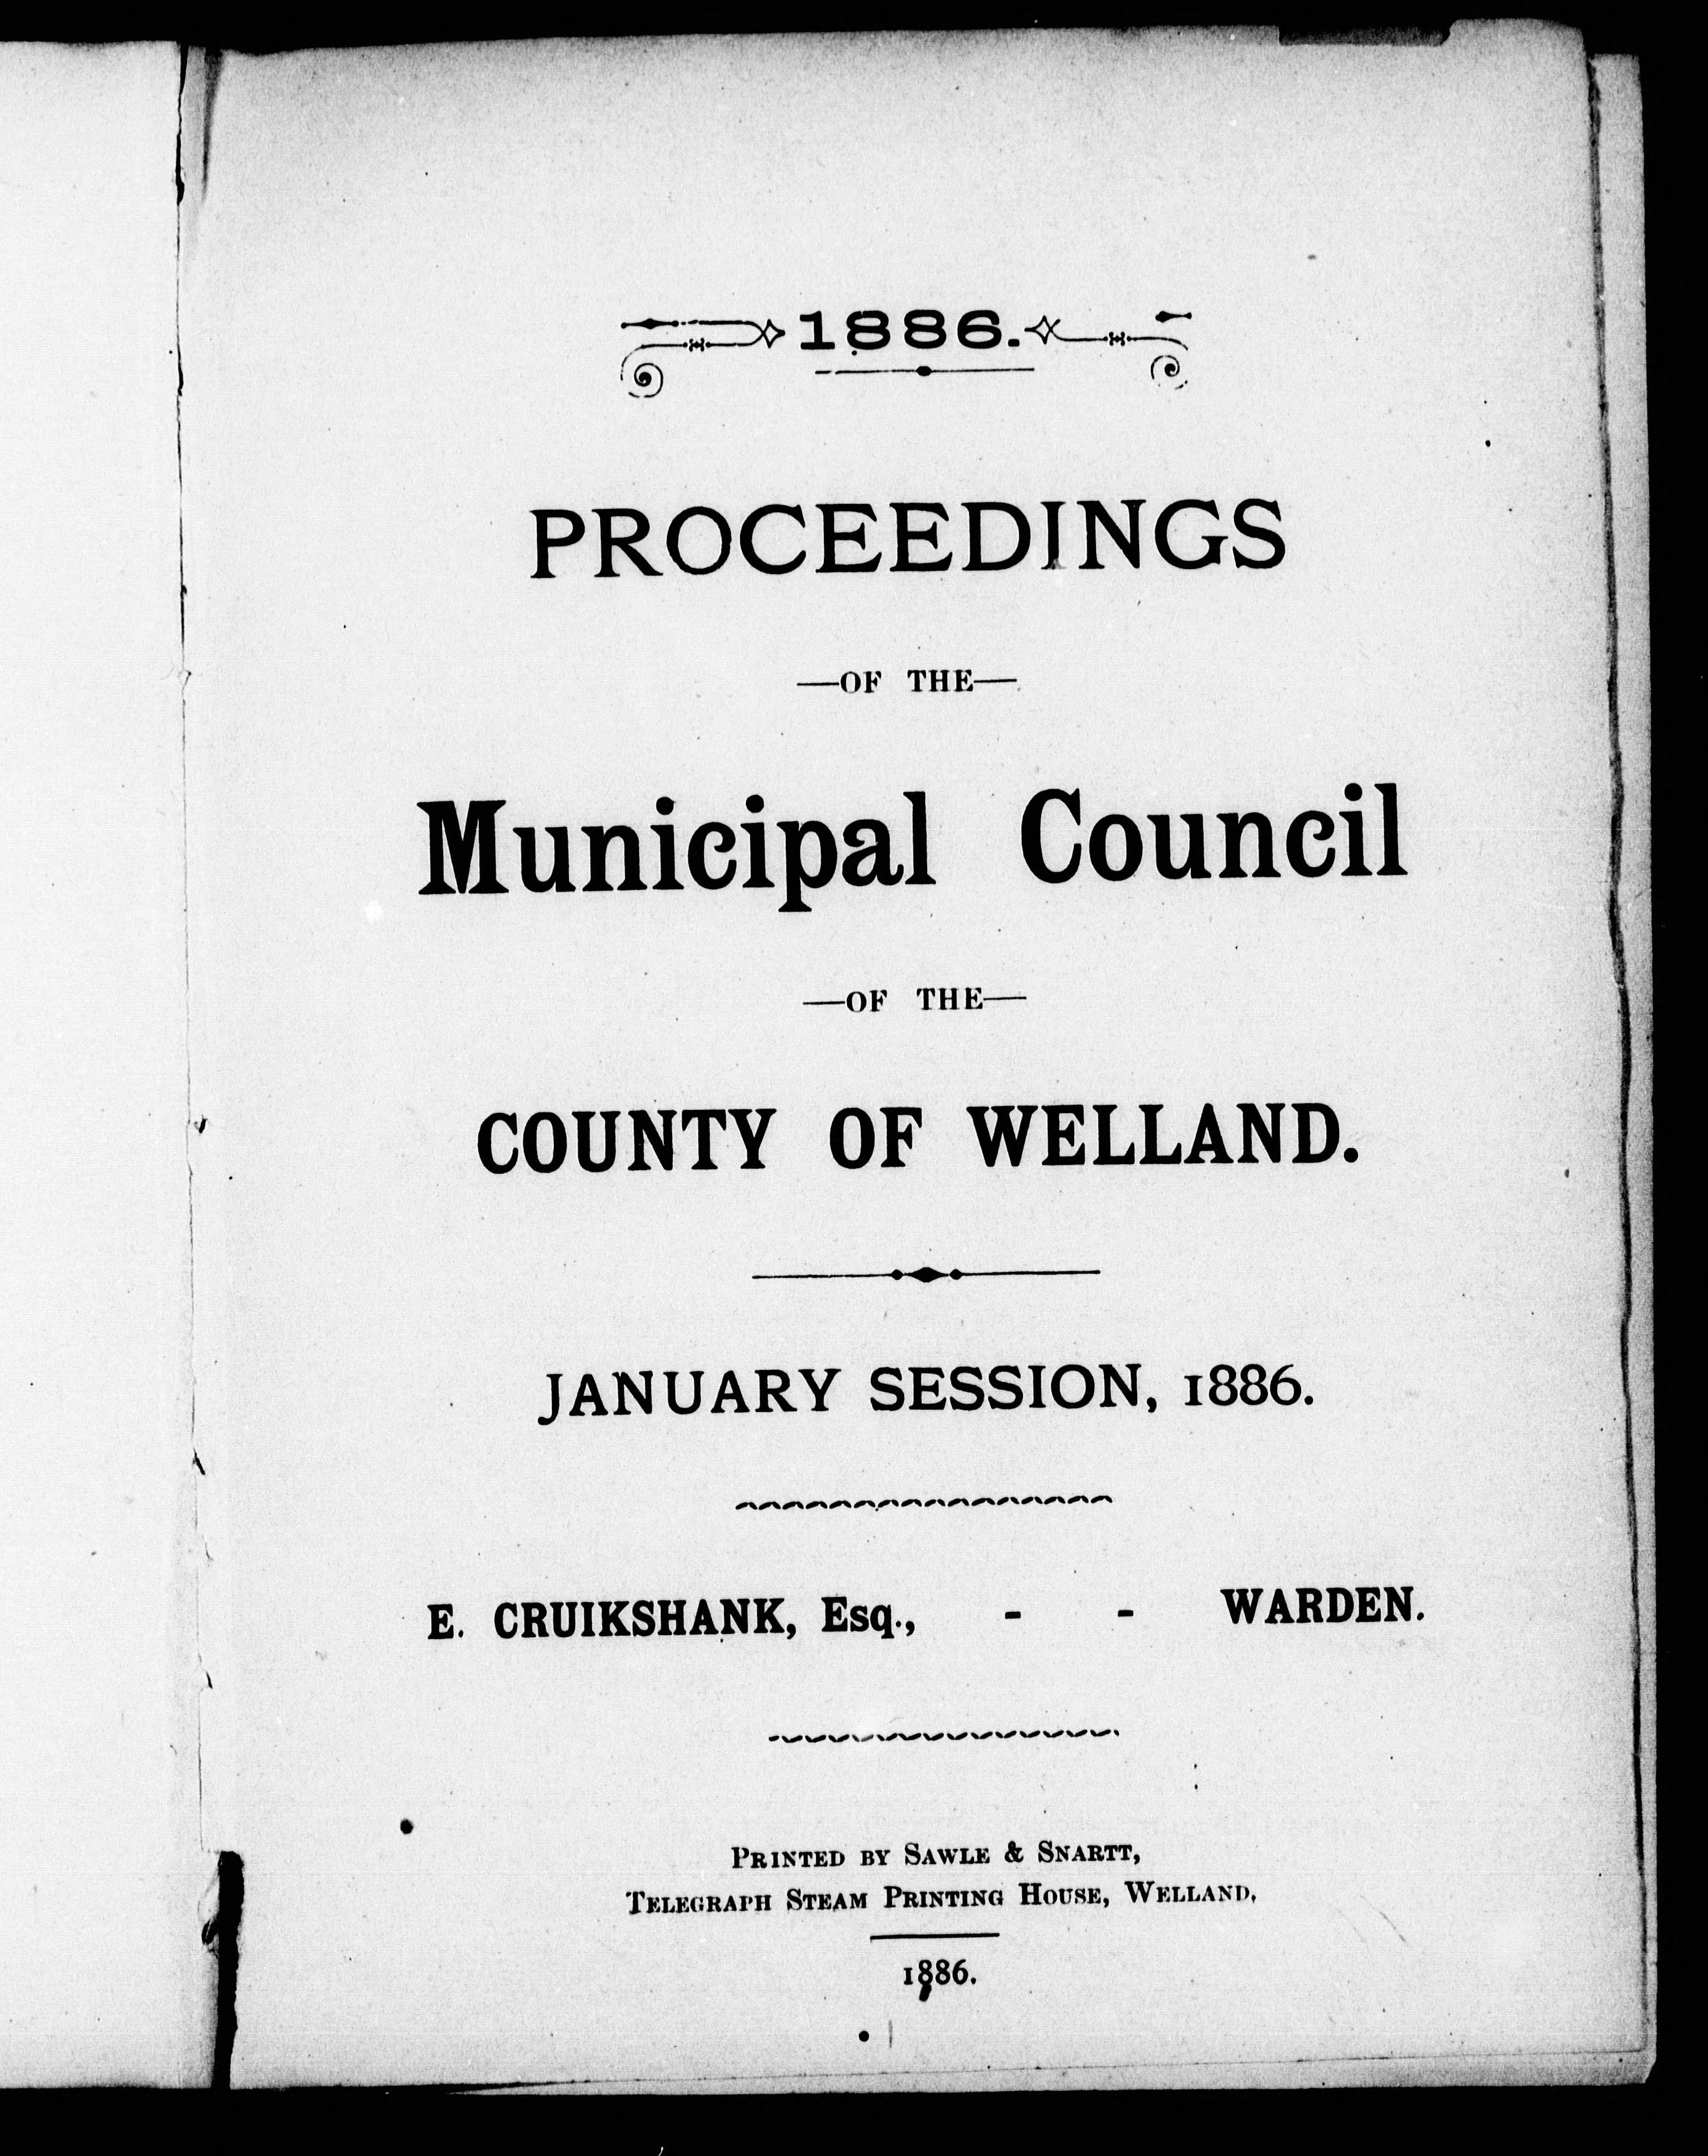 1886.
PROCEEDINGS
—OF THE—
Municipal Council
—OF THE—
COUNTY OF WELLAND.
JANUARY SESSION, 1886.
E. CRUIKSHANK, Esq., - - WARDEN.
PRINTED BY SAWLE & SNARTT,
TELEGRAPH STEAM PRINTING HOUSE, WELLAND,
1886.